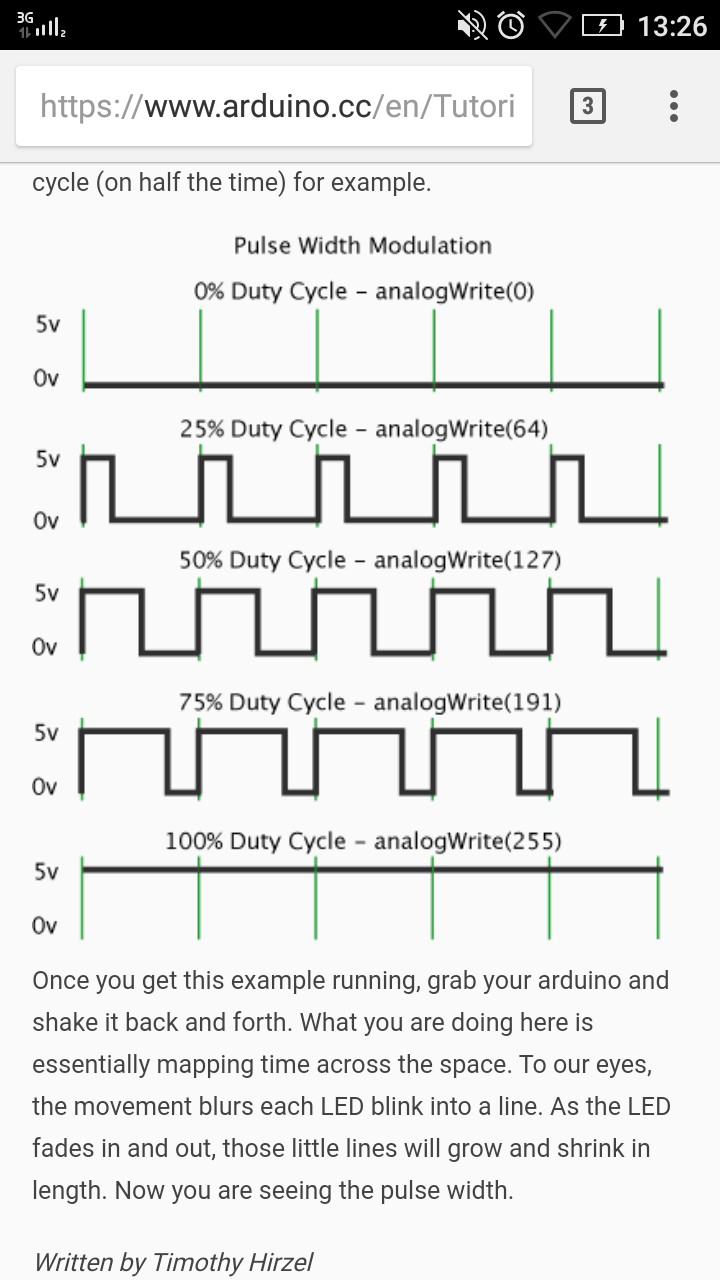 3G 2 13:26
https://www.arduino.cc/en/Tutori 3
cycle (on half the time) for example.
Pulse Width Modulation
0% Duty Cycle – analogWrite(0)
5v
0v
25% Duty Cycle – analogWrite(64)
5v
0v
50% Duty Cycle – analogWrite(127)
5v
0v
75% Duty Cycle – analogWrite(191)
5v
0v
100% Duty Cycle – analogWrite(255)
5v
0v
Once you get this example running, grab your arduino and
shake it back and forth. What you are doing here is
essentially mapping time across the space. To our eyes,
the movement blurs each LED blink into a line. As the LED
fades in and out, those little lines will grow and shrink in
length. Now you are seeing the pulse width.
Written by Timothy Hirzel